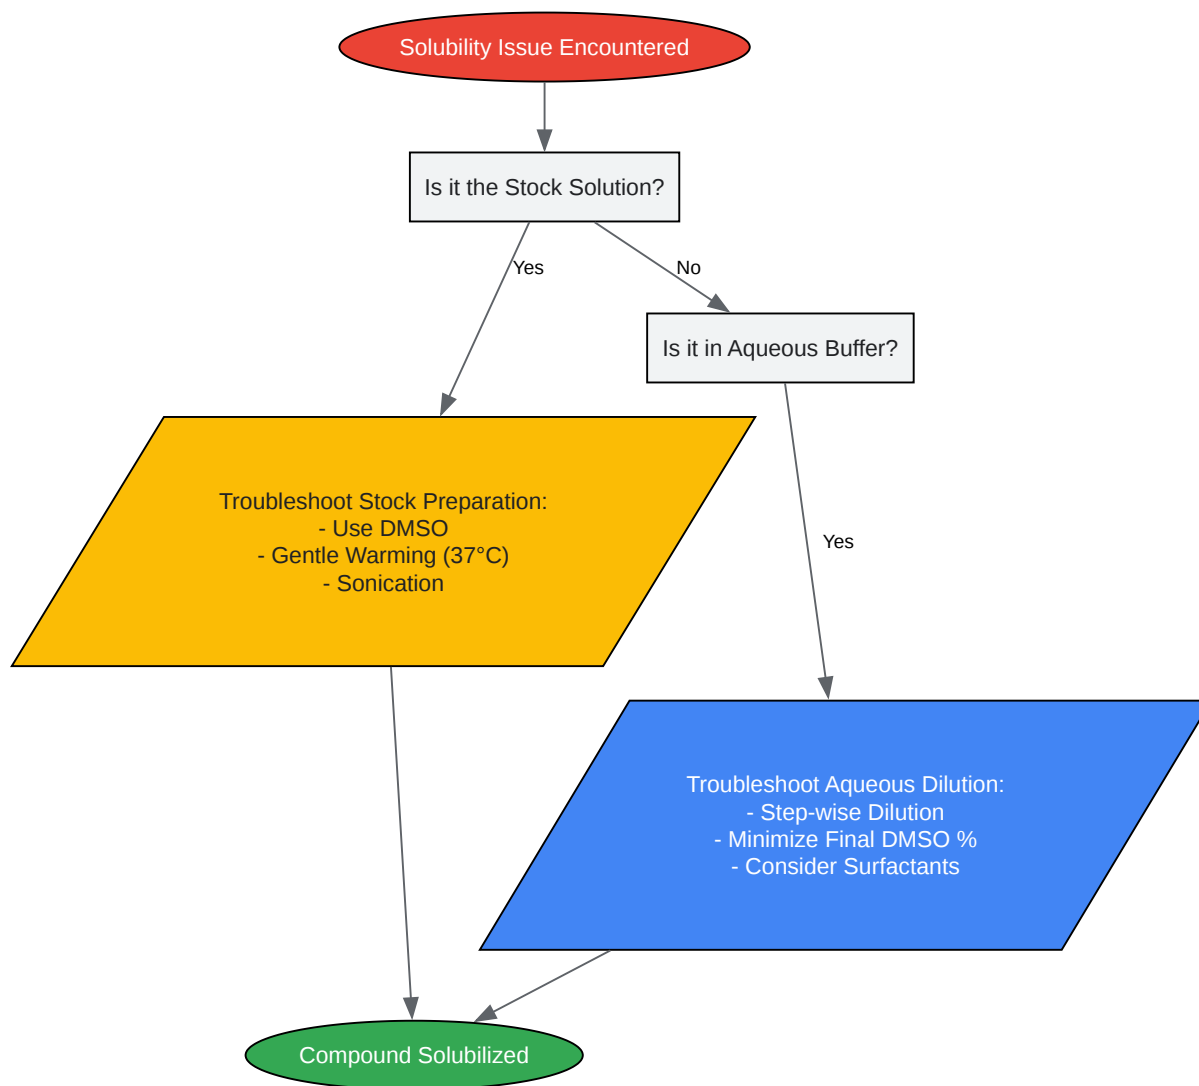 Solubility Issue Encountered
Is it the Stock Solution?
Yes
No
Is it in Aqueous Buffer?
Troubleshoot Stock Preparation:
- Use DMSO
- Gentle Warming (37°C)
- Sonication
Yes
Troubleshoot Aqueous Dilution:
- Step-wise Dilution
- Minimize Final DMSO %
- Consider Surfactants
Compound Solubilized